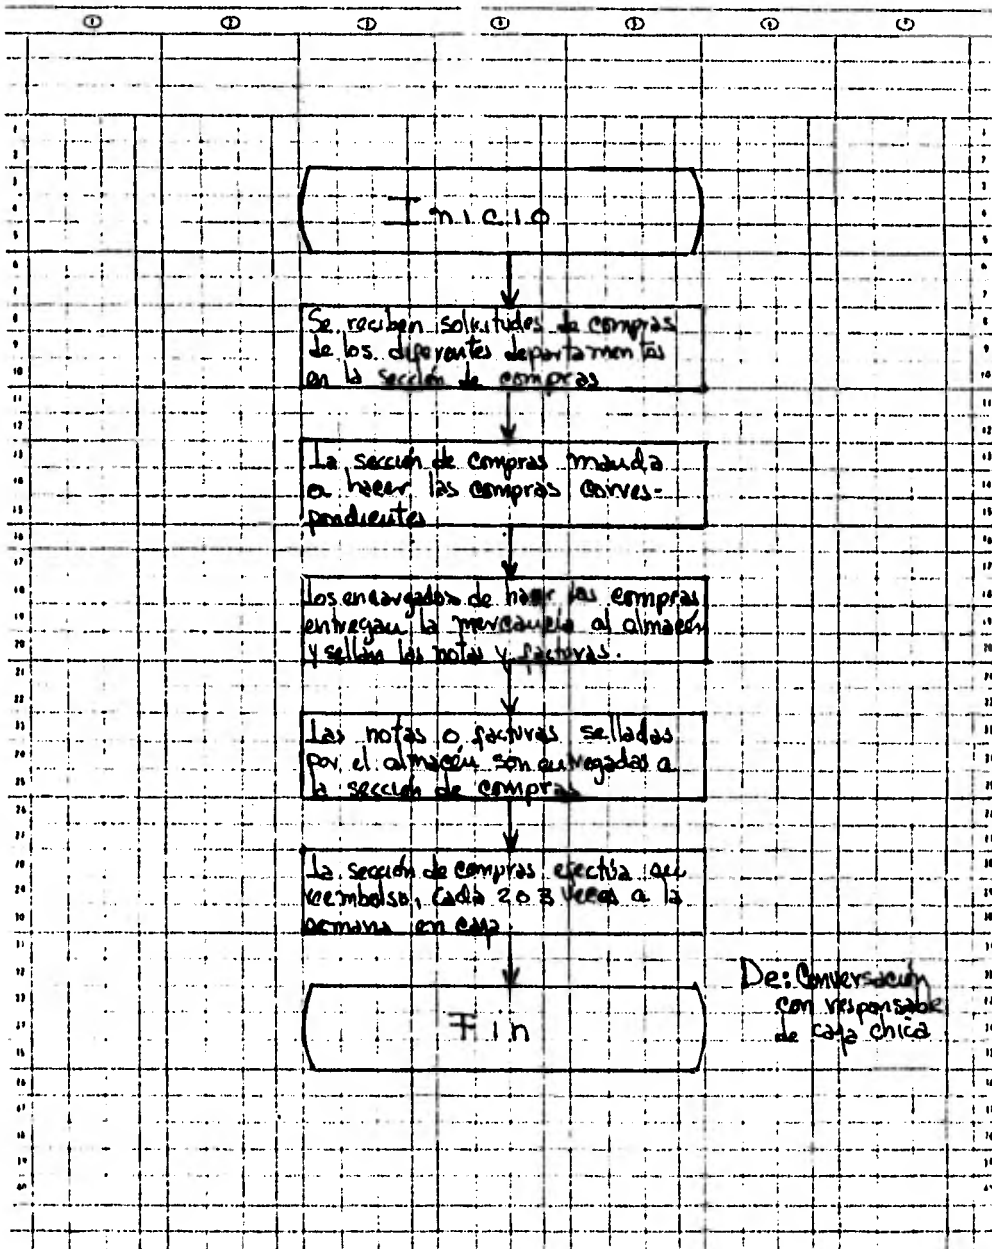 Inicio
Se reciben solicitudes de compras
de los diferentes departamentos
en la sección de compras
La sección de compras manda
a hacer las compras corres-
pondientes
Los encargados de hacer las compras
entregan la mercancía al almacén
y sellan las notas y facturas.
Las notas o facturas selladas
por el almacén son entregadas a
la sección de compras
La sección de compras efectúa su
reembolso, cada 2 o 3 veces a la
semana en caja
Fin
De: Conversación
con responsable
de caja chica